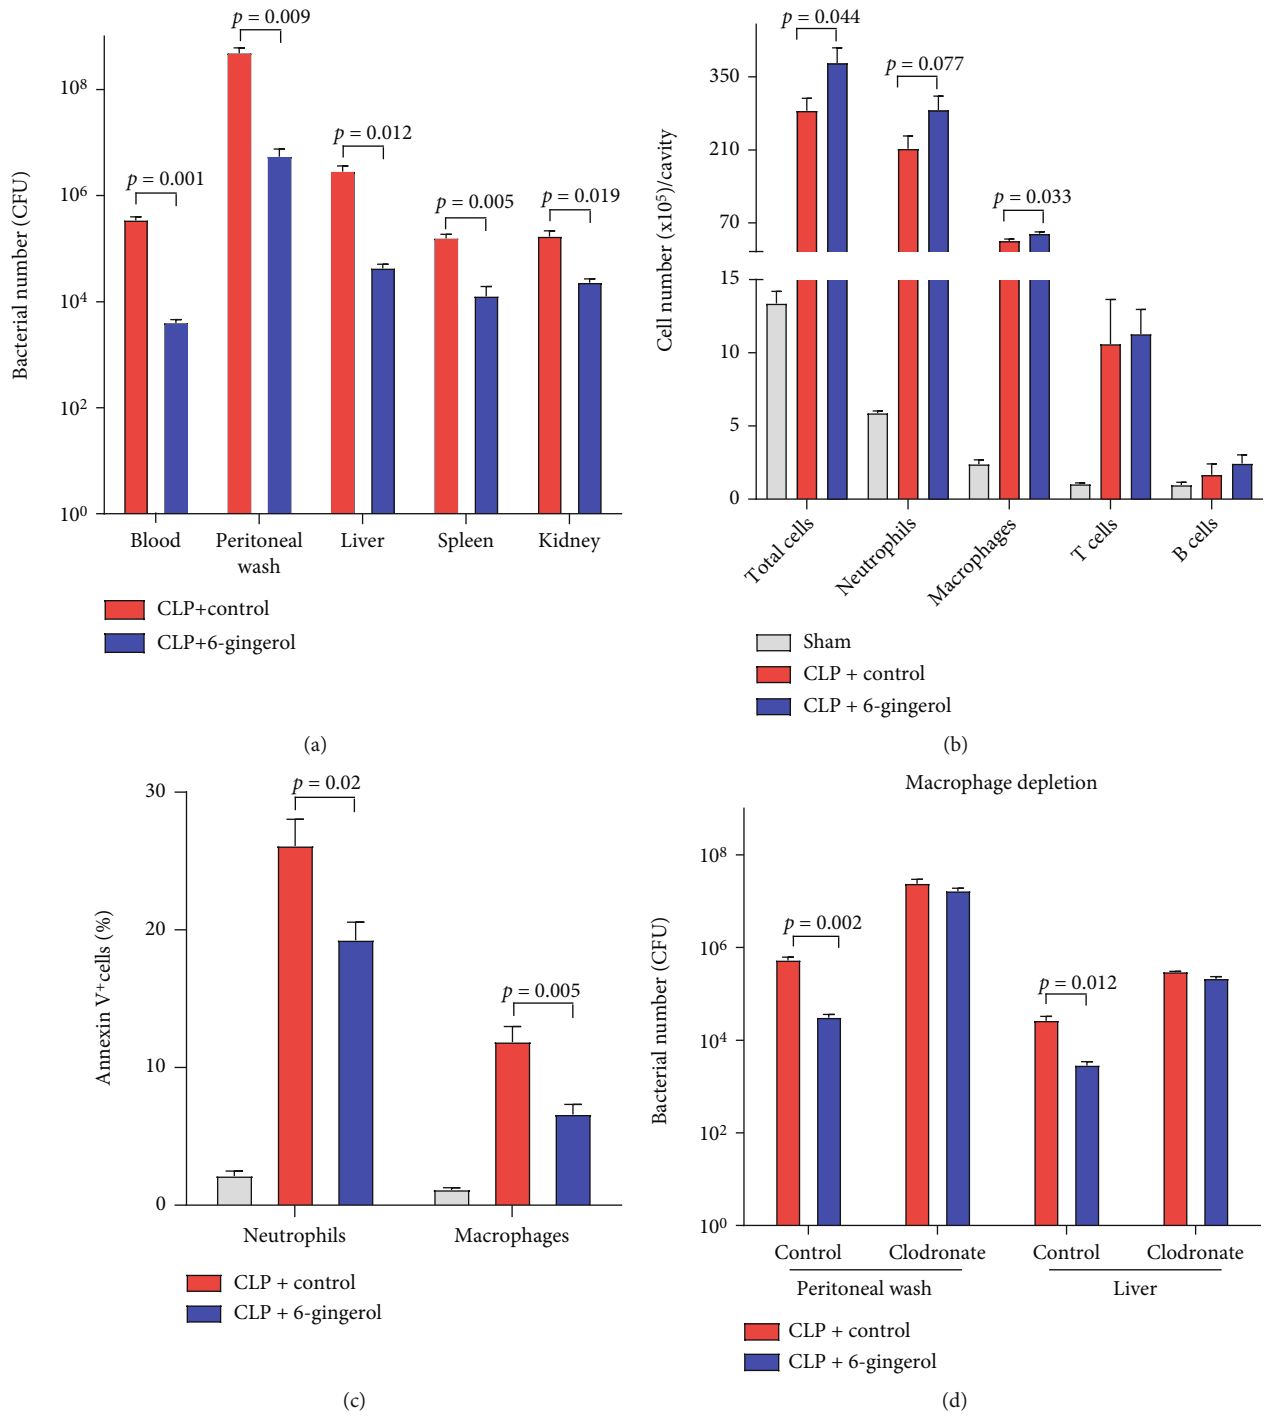 p = 0.009
p = 0.001
p = 0.012
p = 0.005
p = 0.019
Bacterial number (CFU)
10⁸
10⁶
10⁴
10²
10⁰
Blood
Peritoneal
wash
Liver
Spleen
Kidney
CLP+control
CLP+6-gingerol
(a)
p = 0.044
p = 0.077
p = 0.033
Cell number (x10⁵)/cavity
350
210
70
15
10
5
0
Total cells
Neutrophils
Macrophages
T cells
B cells
Sham
CLP + control
CLP + 6-gingerol
(b)
p = 0.02
p = 0.005
Annexin V⁺cells (%)
30
20
10
0
Neutrophils
Macrophages
CLP + control
CLP + 6-gingerol
(c)
Macrophage depletion
p = 0.002
p = 0.012
Bacterial number (CFU)
10⁸
10⁶
10⁴
10²
10⁰
Control
Clodronate
Control
Clodronate
Peritoneal wash
Liver
CLP + control
CLP + 6-gingerol
(d)